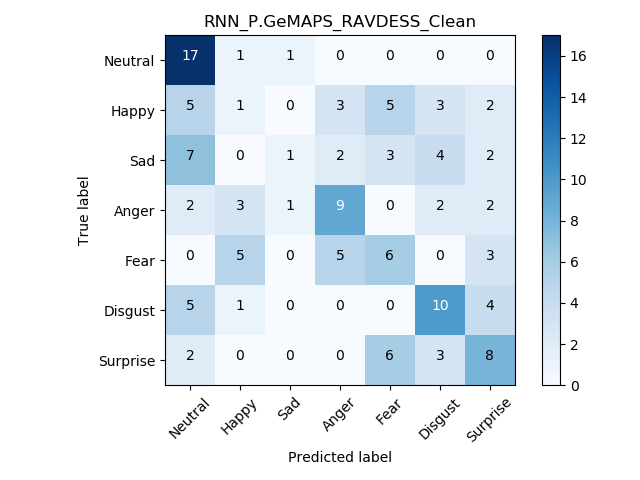 RNN_P.GeMAPS_RAVDESS_Clean
True label
Neutral 17 1 1 0 0 0 0
Happy 5 1 0 3 5 3 2
Sad 7 0 1 2 3 4 2
Anger 2 3 1 9 0 2 2
Fear 0 5 0 5 6 0 3
Disgust 5 1 0 0 0 10 4
Surprise 2 0 0 0 6 3 8
Neutral Happy Sad Anger Fear Disgust Surprise
Predicted label
16
14
12
10
8
6
4
2
0